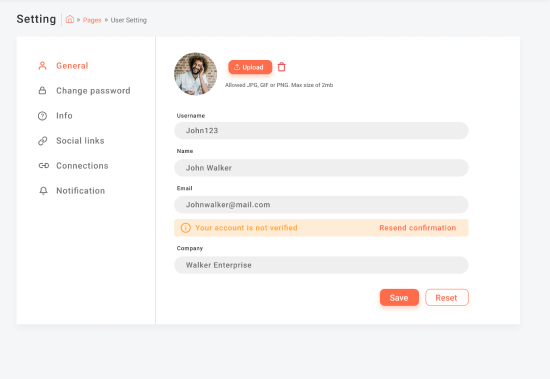 Setting
» Pages » User Setting
General
Change password
Info
Social links
Connections
Notification
Upload
Allowed JPG, GIF or PNG. Max size of 2mb
Username
John123
Name
John Walker
Email
Johnwalker@mail.com
Your account is not verified
Resend confirmation
Company
Walker Enterprise
Save
Reset